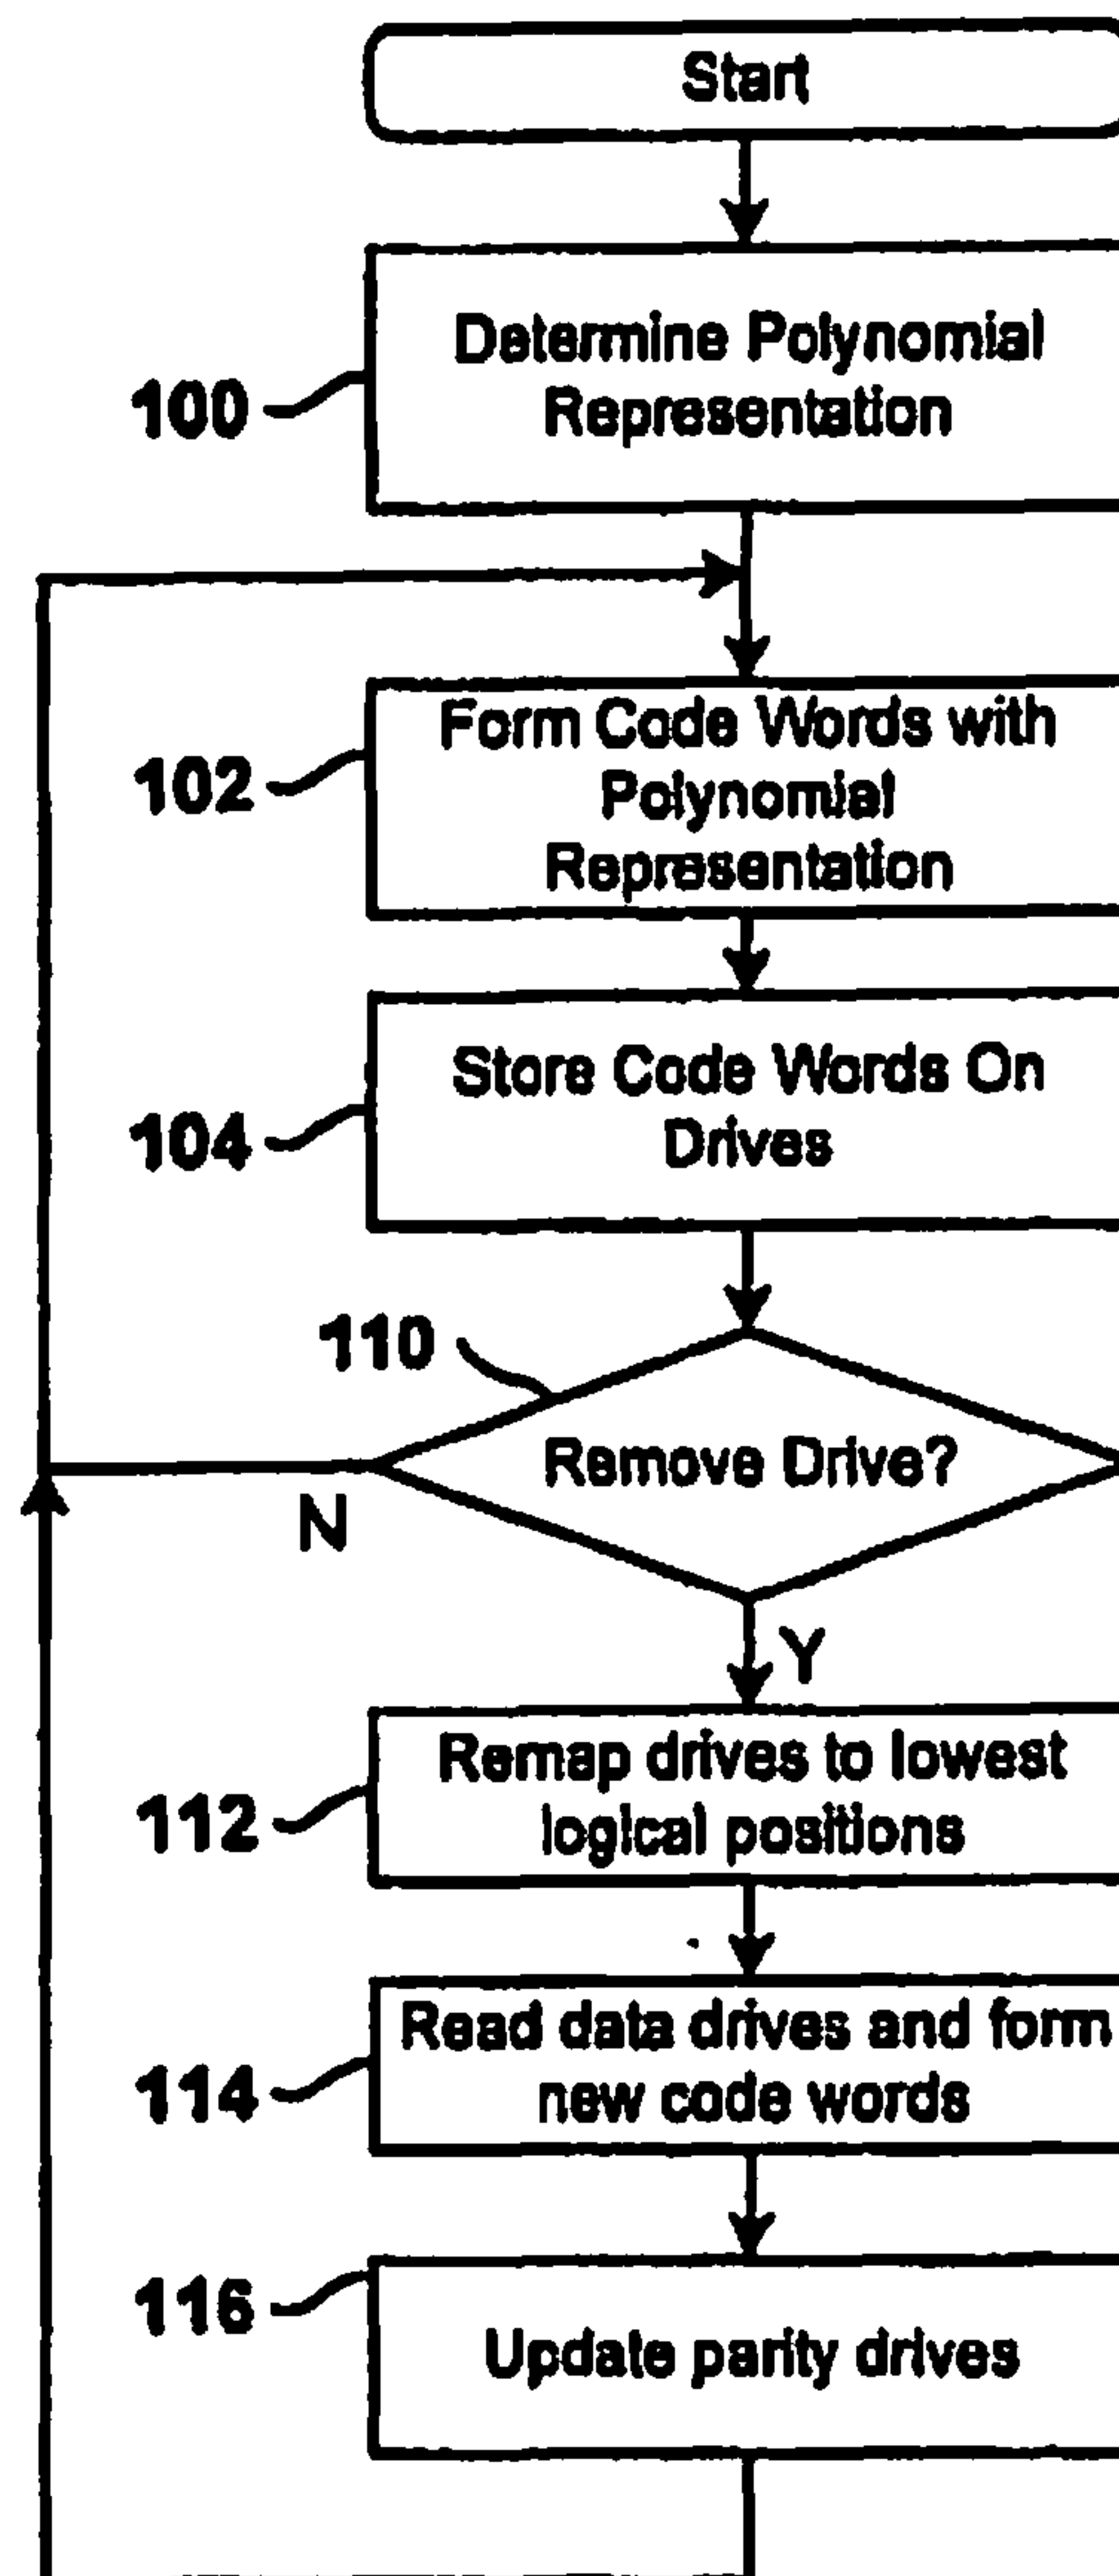 Start
Determine Polynomial
Representation
100
Form Code Words with
Polynomial
Representation
102
Store Code Words On
Drives
104
110
Remove Drive?
N
Y
Remap drives to lowest
logical positions
112
Read data drives and form
new code words
114
116
Update parity drives